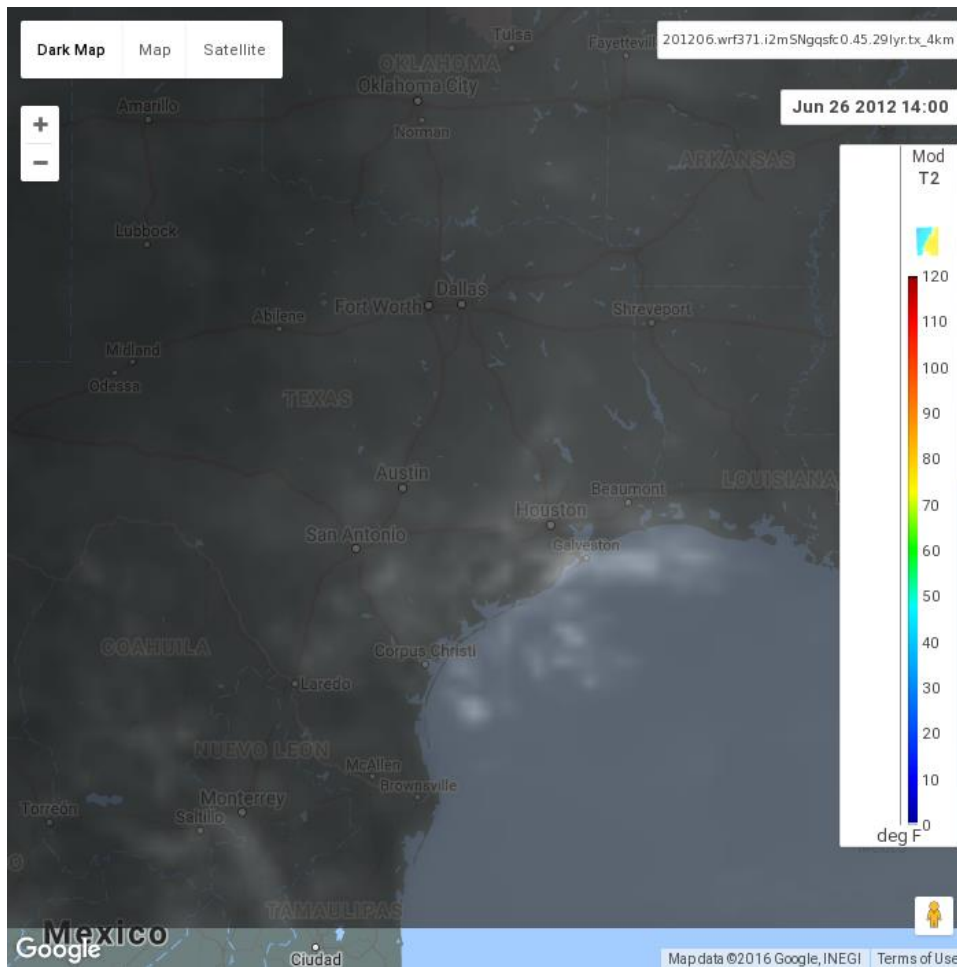 Dark Map Map Satellite
201206.wrf371.i2mSNgqsfc0.45.29lyr.tx_4km
Jun 26 2012 14:00
+
−
Mod
T2
120
110
100
90
80
70
60
50
40
30
20
10
0
deg F
Tulsa
OKLAHOMA
Oklahoma City
Amarillo
Norman
ARKANSAS
Lubbock
Dallas
Fort Worth
Abilene
Shreveport
Midland
Odessa
TEXAS
Austin
LOUISIANA
Beaumont
Houston
San Antonio
Galveston
COAHUILA
Corpus Christi
Laredo
NUEVO LEÓN
McAllen
Brownsville
Monterrey
Torreón
Saltillo
TAMAULIPAS
Mexico
Google
Ciudad
Map data ©2016 Google, INEGI Terms of Use